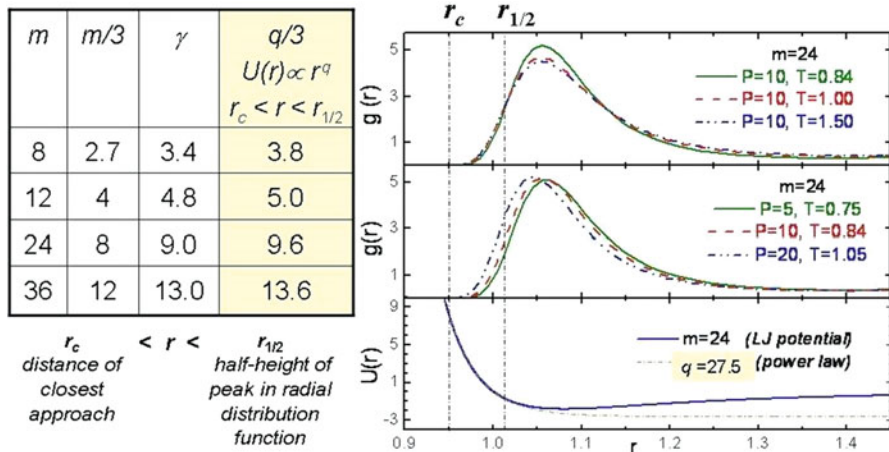 m m/3 γ q/3
U(r)∝ r^q
r_c < r < r_1/2
8 2.7 3.4 3.8
12 4 4.8 5.0
24 8 9.0 9.6
36 12 13.0 13.6
r_c < r < r_1/2
distance of closest approach
half-height of peak in radial distribution function
r_c r_1/2
g (r)
5
3
1
m=24
P=10, T=0.84
P=10, T=1.00
P=10, T=1.50
g(r)
5
3
1
m=24
P=5, T=0.75
P=10, T=0.84
P=20, T=1.05
U(r)
9
5
1
-3
m=24 (LJ potential)
q =27.5 (power law)
0.9 1.0 1.1 1.2 1.3 1.4
r